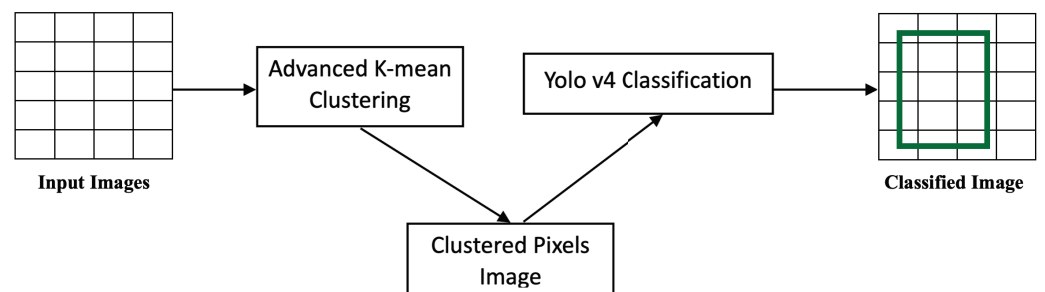 Input Images
Advanced K-mean
Clustering
Clustered Pixels
Image
Yolo v4 Classification
Classified Image